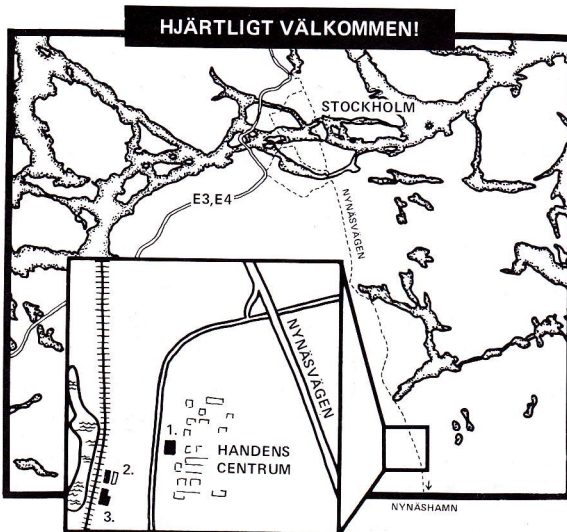 HJÄRTLIGT VÄLKOMMEN!
STOCKHOLM
E3,E4
NYNÄSVÄGEN
NYNÄSVÄGEN
1.
HANDENS
CENTRUM
2.
3.
NYNÄSHAMN